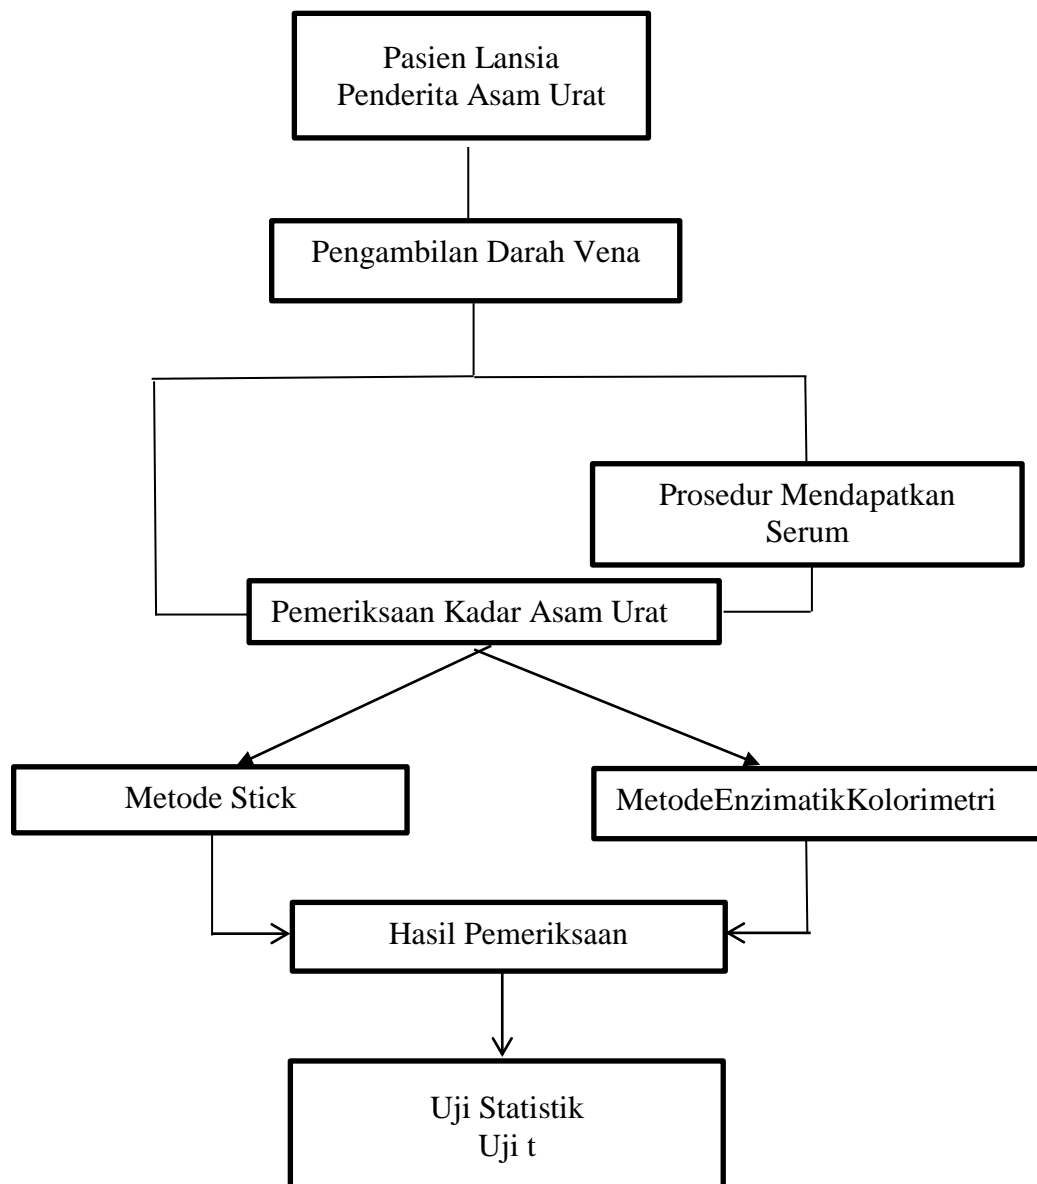 Pasien Lansia
Penderita Asam Urat
Pengambilan Darah Vena
Prosedur Mendapatkan
Serum
Pemeriksaan Kadar Asam Urat
Metode Stick
MetodeEnzimatikKolorimetri
Hasil Pemeriksaan
Uji Statistik
Uji t